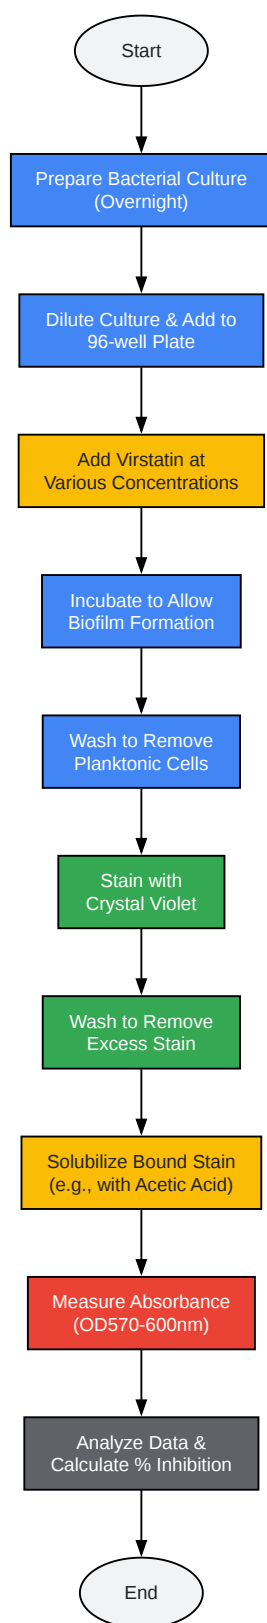 Start
Prepare Bacterial Culture
(Overnight)
Dilute Culture & Add to
96-well Plate
Add Virstatin at
Various Concentrations
Incubate to Allow
Biofilm Formation
Wash to Remove
Planktonic Cells
Stain with
Crystal Violet
Wash to Remove
Excess Stain
Solubilize Bound Stain
(e.g., with Acetic Acid)
Measure Absorbance
(OD570-600nm)
Analyze Data &
Calculate % Inhibition
End